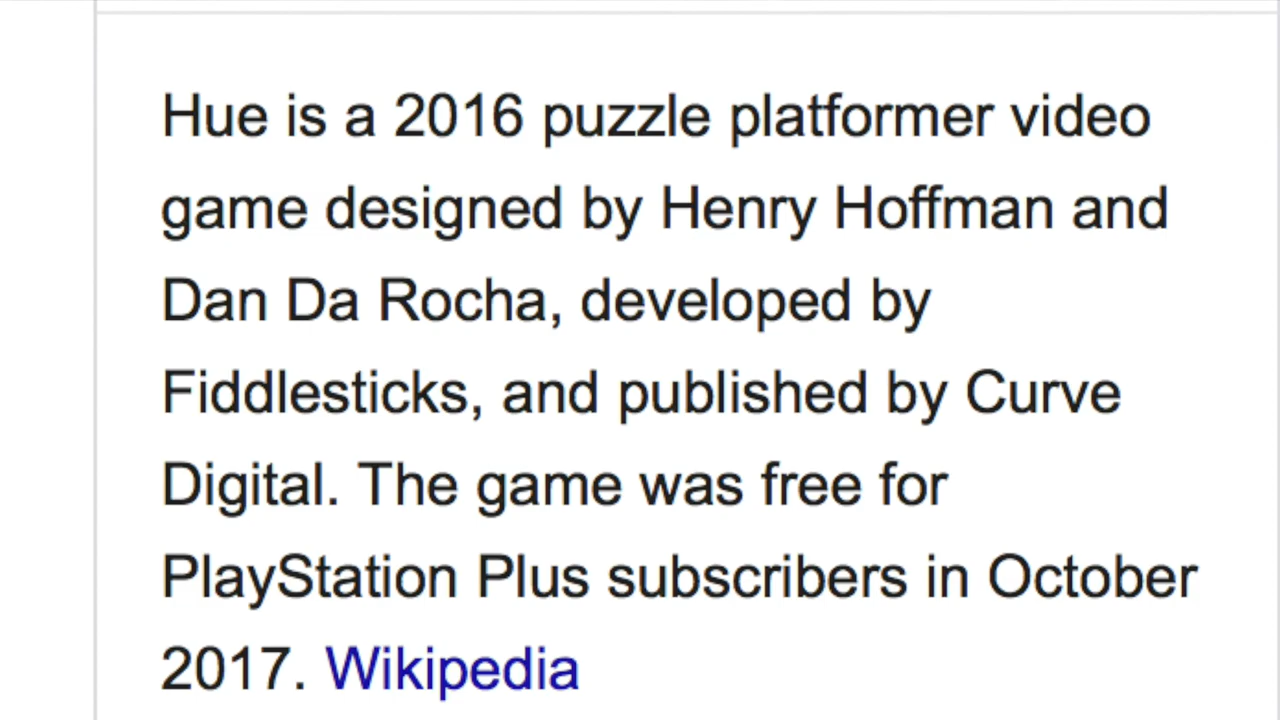 Hue is a 2016 puzzle platformer video
game designed by Henry Hoffman and
Dan Da Rocha, developed by
Fiddlesticks, and published by Curve
Digital. The game was free for
PlayStation Plus subscribers in October
2017. Wikipedia